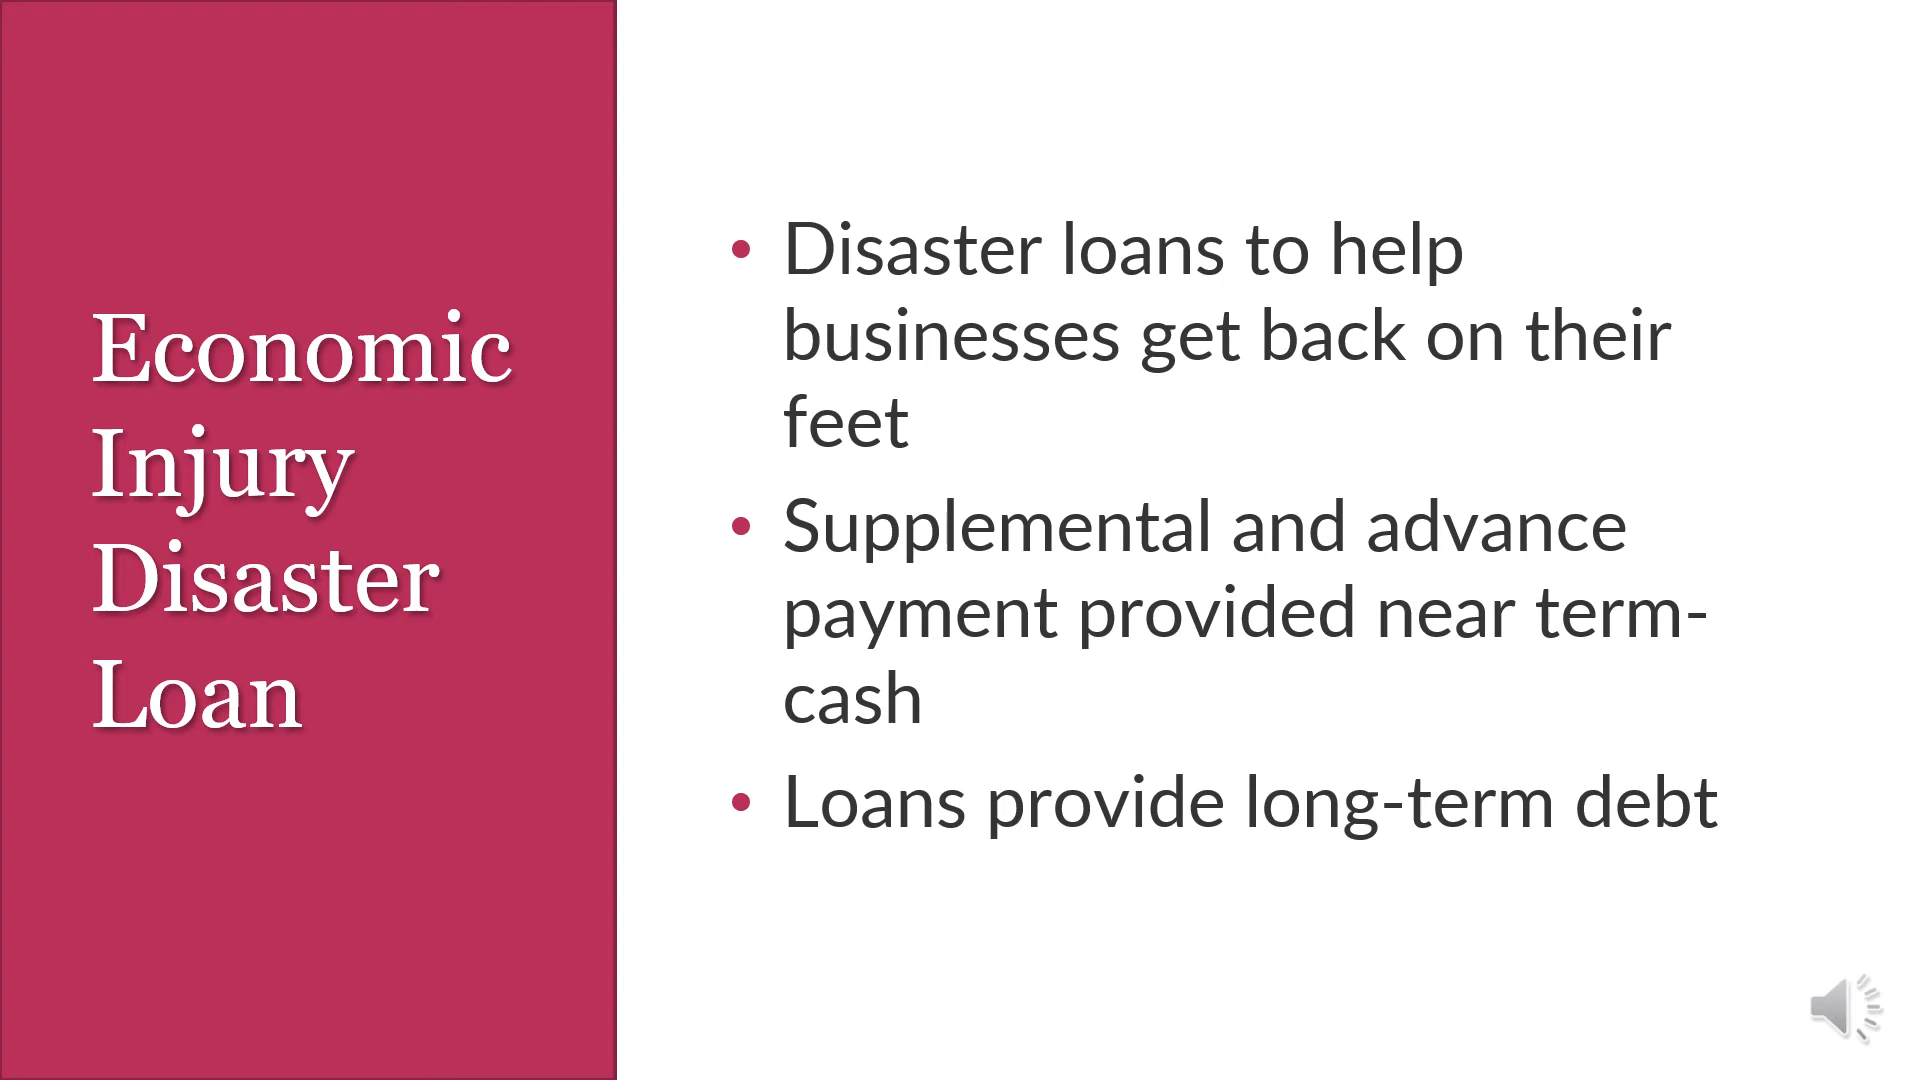 Economic
Injury
Disaster
Loan
• Disaster loans to help
businesses get back on their
feet
• Supplemental and advance
payment provided near term-
cash
• Loans provide long-term debt